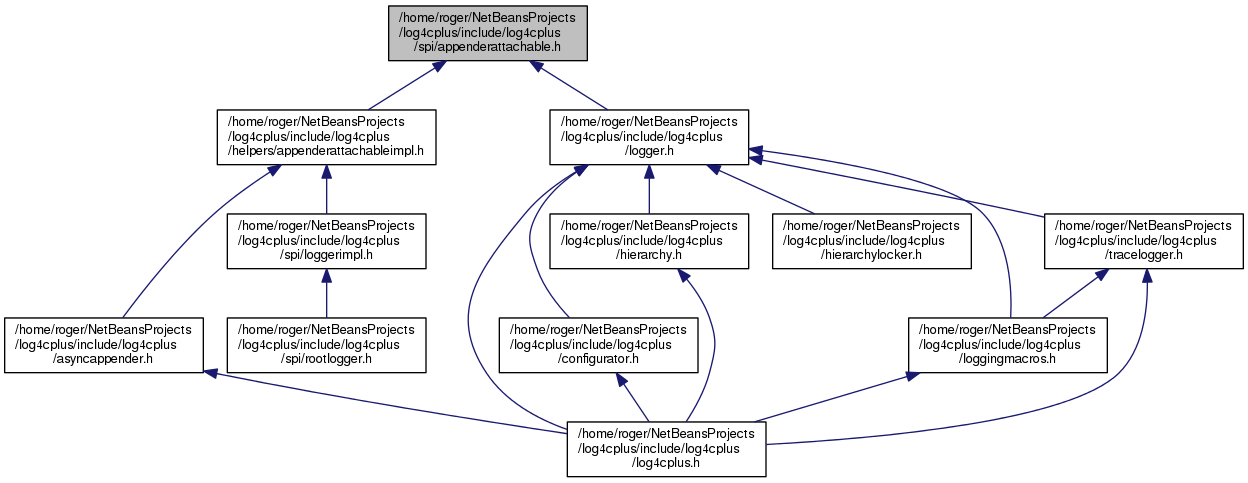 /home/roger/NetBeansProjects
/log4cplus/include/log4cplus
/spi/appenderattachable.h
/home/roger/NetBeansProjects
/log4cplus/include/log4cplus
/helpers/appenderattachableimpl.h
/home/roger/NetBeansProjects
/log4cplus/include/log4cplus
/logger.h
/home/roger/NetBeansProjects
/log4cplus/include/log4cplus
/spi/loggerimpl.h
/home/roger/NetBeansProjects
/log4cplus/include/log4cplus
/hierarchy.h
/home/roger/NetBeansProjects
/log4cplus/include/log4cplus
/hierarchylocker.h
/home/roger/NetBeansProjects
/log4cplus/include/log4cplus
/tracelogger.h
/home/roger/NetBeansProjects
/log4cplus/include/log4cplus
/asyncappender.h
/home/roger/NetBeansProjects
/log4cplus/include/log4cplus
/spi/rootlogger.h
/home/roger/NetBeansProjects
/log4cplus/include/log4cplus
/configurator.h
/home/roger/NetBeansProjects
/log4cplus/include/log4cplus
/loggingmacros.h
/home/roger/NetBeansProjects
/log4cplus/include/log4cplus
/log4cplus.h